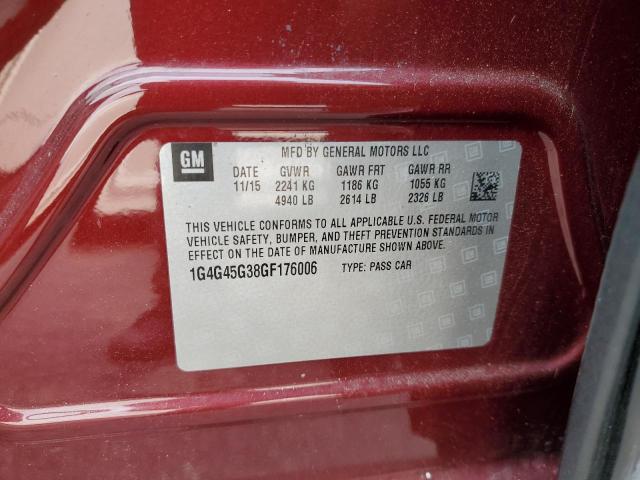 GM
MFD BY GENERAL MOTORS LLC
DATE GVWR GAWR FRT GAWR RR
11/15 2241 KG 1186 KG 1055 KG
4940 LB 2614 LB 2326 LB
THIS VEHICLE CONFORMS TO ALL APPLICABLE U.S. FEDERAL MOTOR
VEHICLE SAFETY, BUMPER, AND THEFT PREVENTION STANDARDS
IN EFFECT ON THE DATE OF MANUFACTURE SHOWN ABOVE.
1G4G45G38GF176006 TYPE: PASS CAR